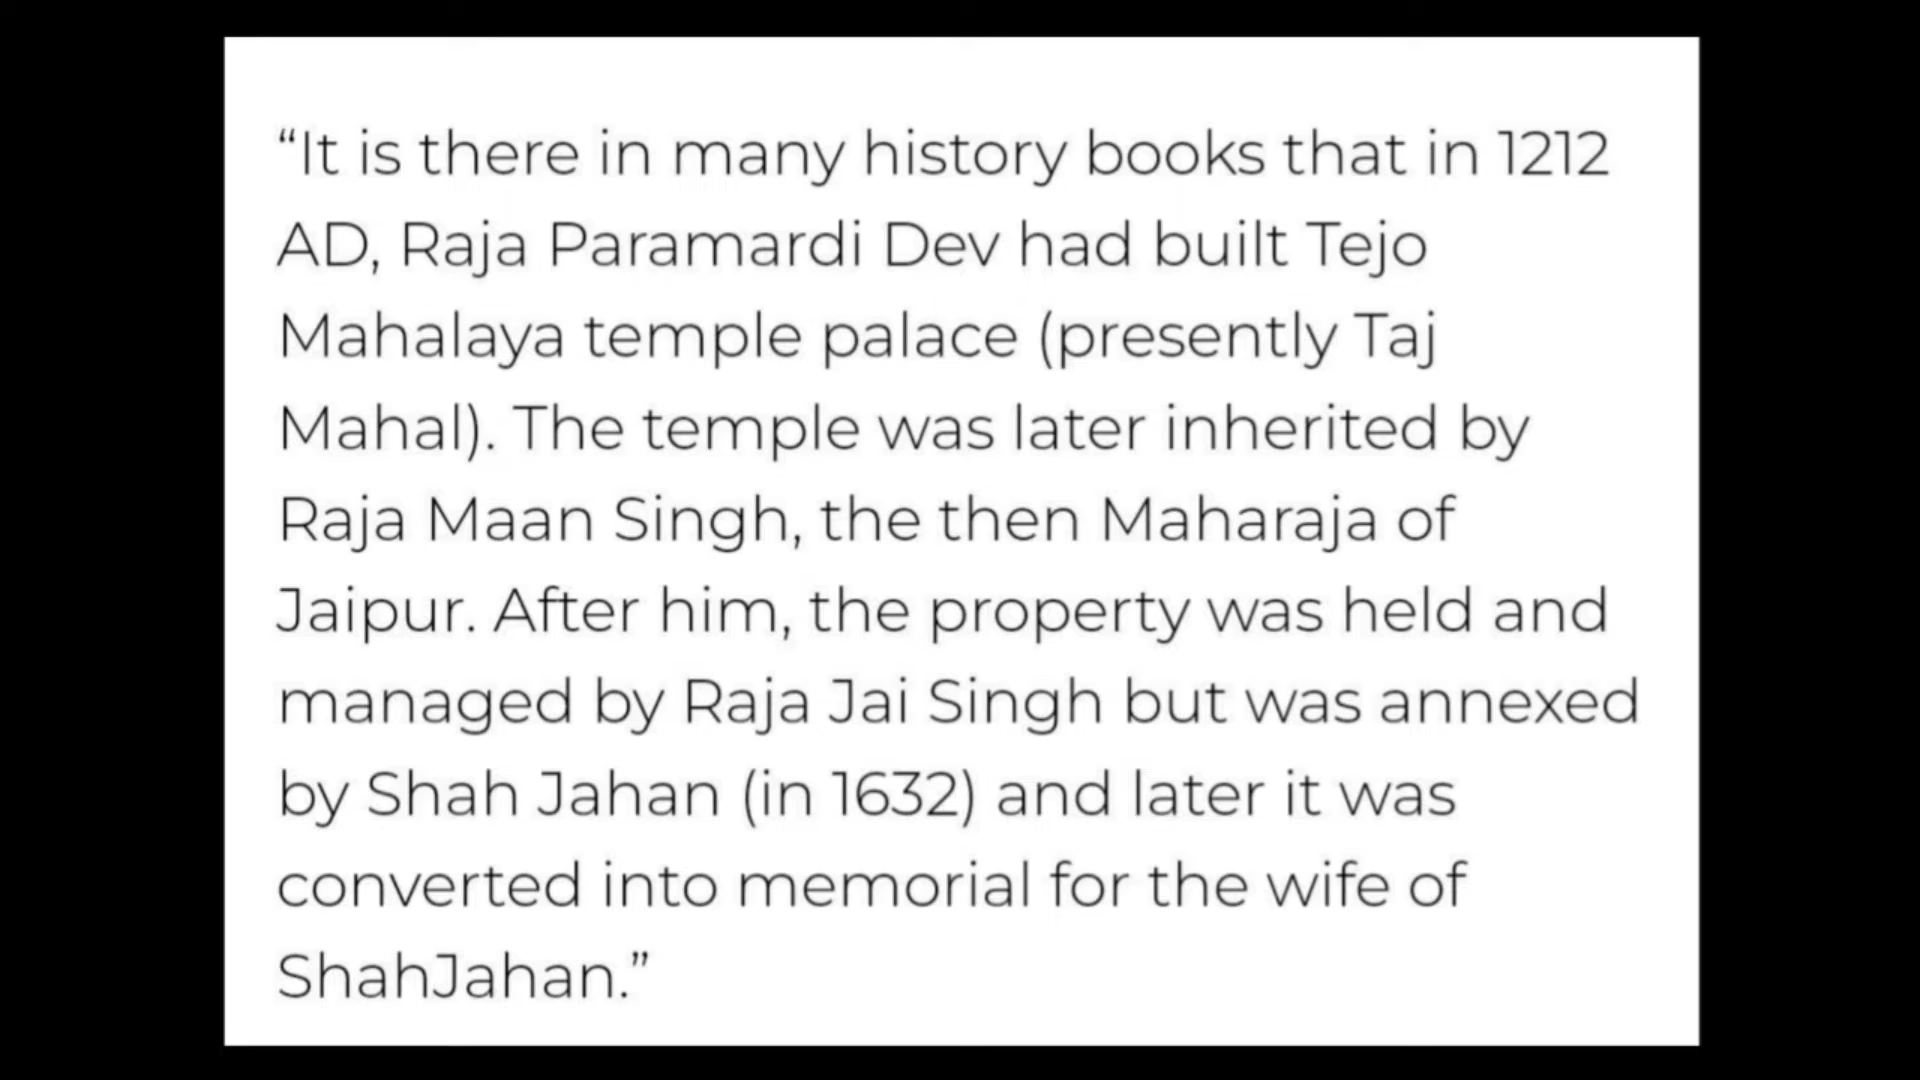 “It is there in many history books that in 1212
AD, Raja Paramardi Dev had built Tejo
Mahalaya temple palace (presently Taj
Mahal). The temple was later inherited by
Raja Maan Singh, the then Maharaja of
Jaipur. After him, the property was held and
managed by Raja Jai Singh but was annexed
by Shah Jahan (in 1632) and later it was
converted into memorial for the wife of
ShahJahan.”